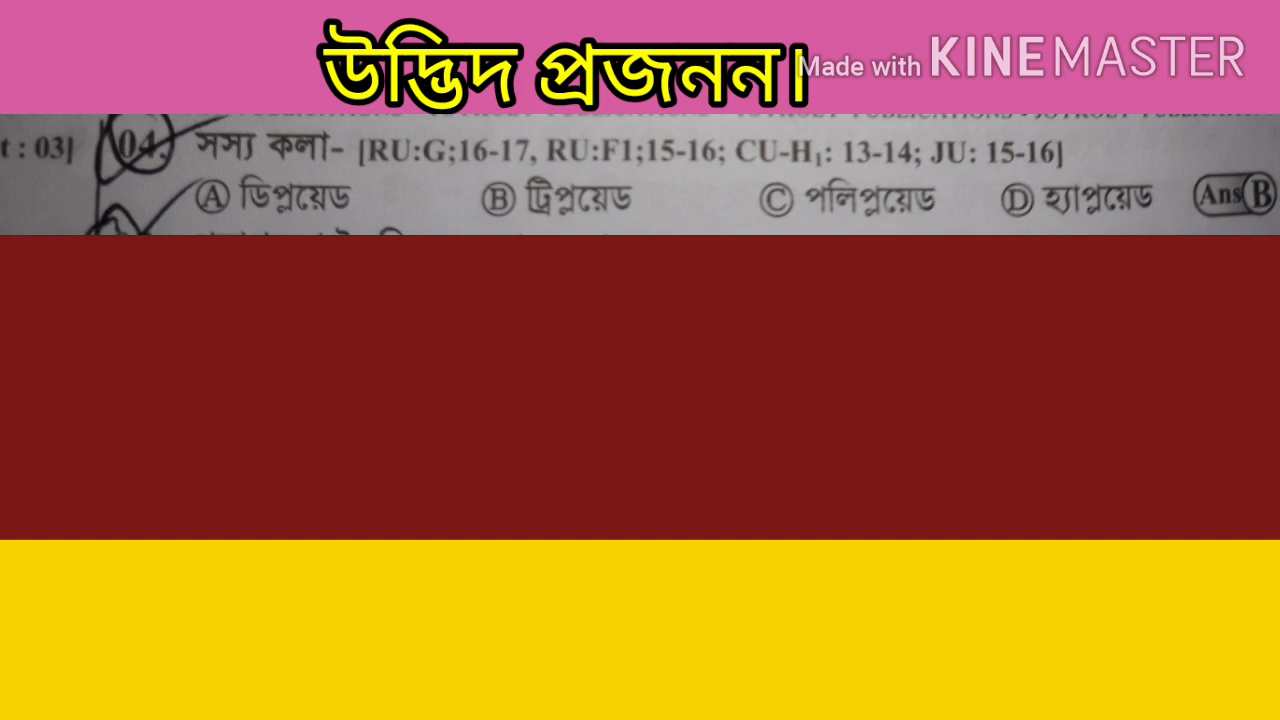 উদ্ভিদ প্রজনন।
Made with KINEMASTER
t : 03]
04. সস্য কলা- [RU:G;16-17, RU:F1;15-16; CU-H₁: 13-14; JU: 15-16]
Ⓐ ডিপ্লয়েড Ⓑ ট্রিপ্লয়েড Ⓒ পলিপ্লয়েড Ⓓ হ্যাপ্লয়েড Ans Ⓑ